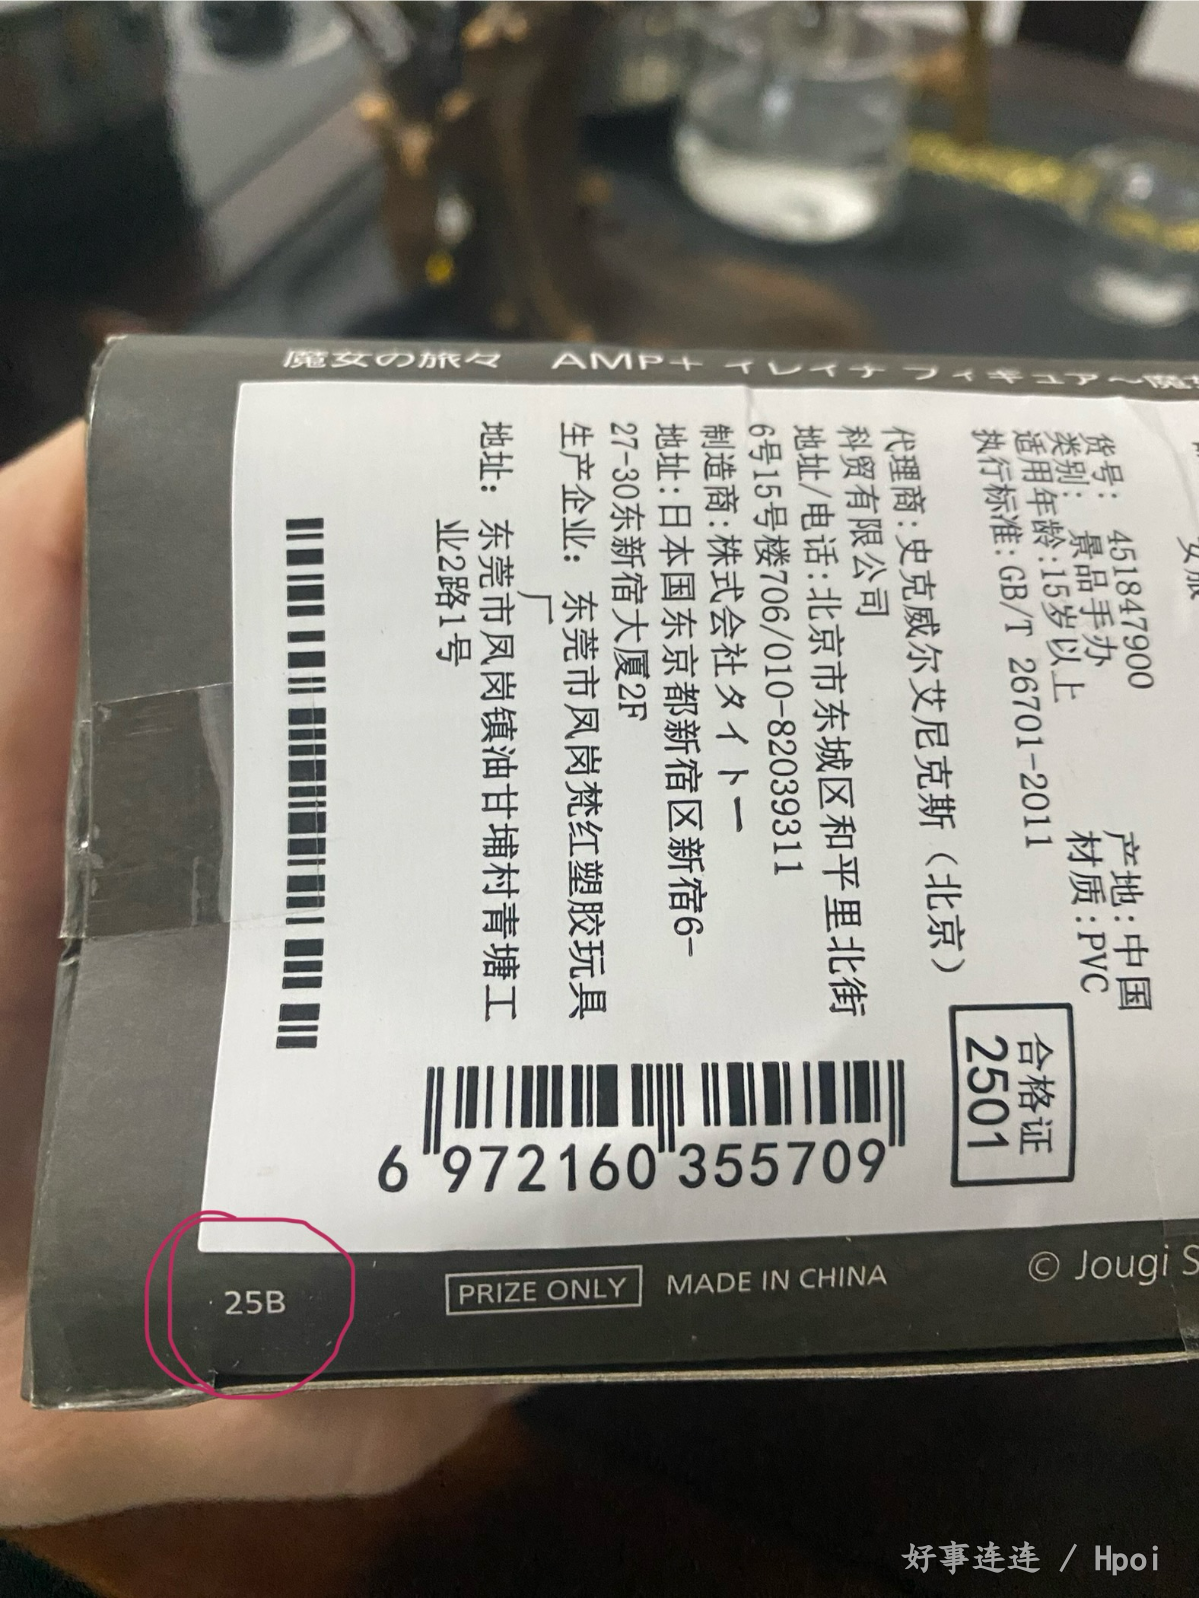 魔女の旅々 AMP+ イレイナ フィギュア～魔
货号： 451847900 产地:中国
类别： 景品手办 材质:PVC
适用年龄:15岁以上
执行标准:GB/T 26701-2011
合格证
2501
代理商:史克威尔艾尼克斯（北京）
科贸有限公司
地址/电话:北京市东城区和平里北街
6号15号楼706/010-82039311
制造商:株式会社タイトー
地址:日本国东京都新宿区新宿6-
27-30东新宿大厦2F
生产企业： 东莞市凤岗梵红塑胶玩具
厂
地址： 东莞市凤岗镇油甘埔村青塘工
业2路1号
6 972160 355709
25B
PRIZE ONLY
MADE IN CHINA
© Jougi S
好事连连 / Hpoi